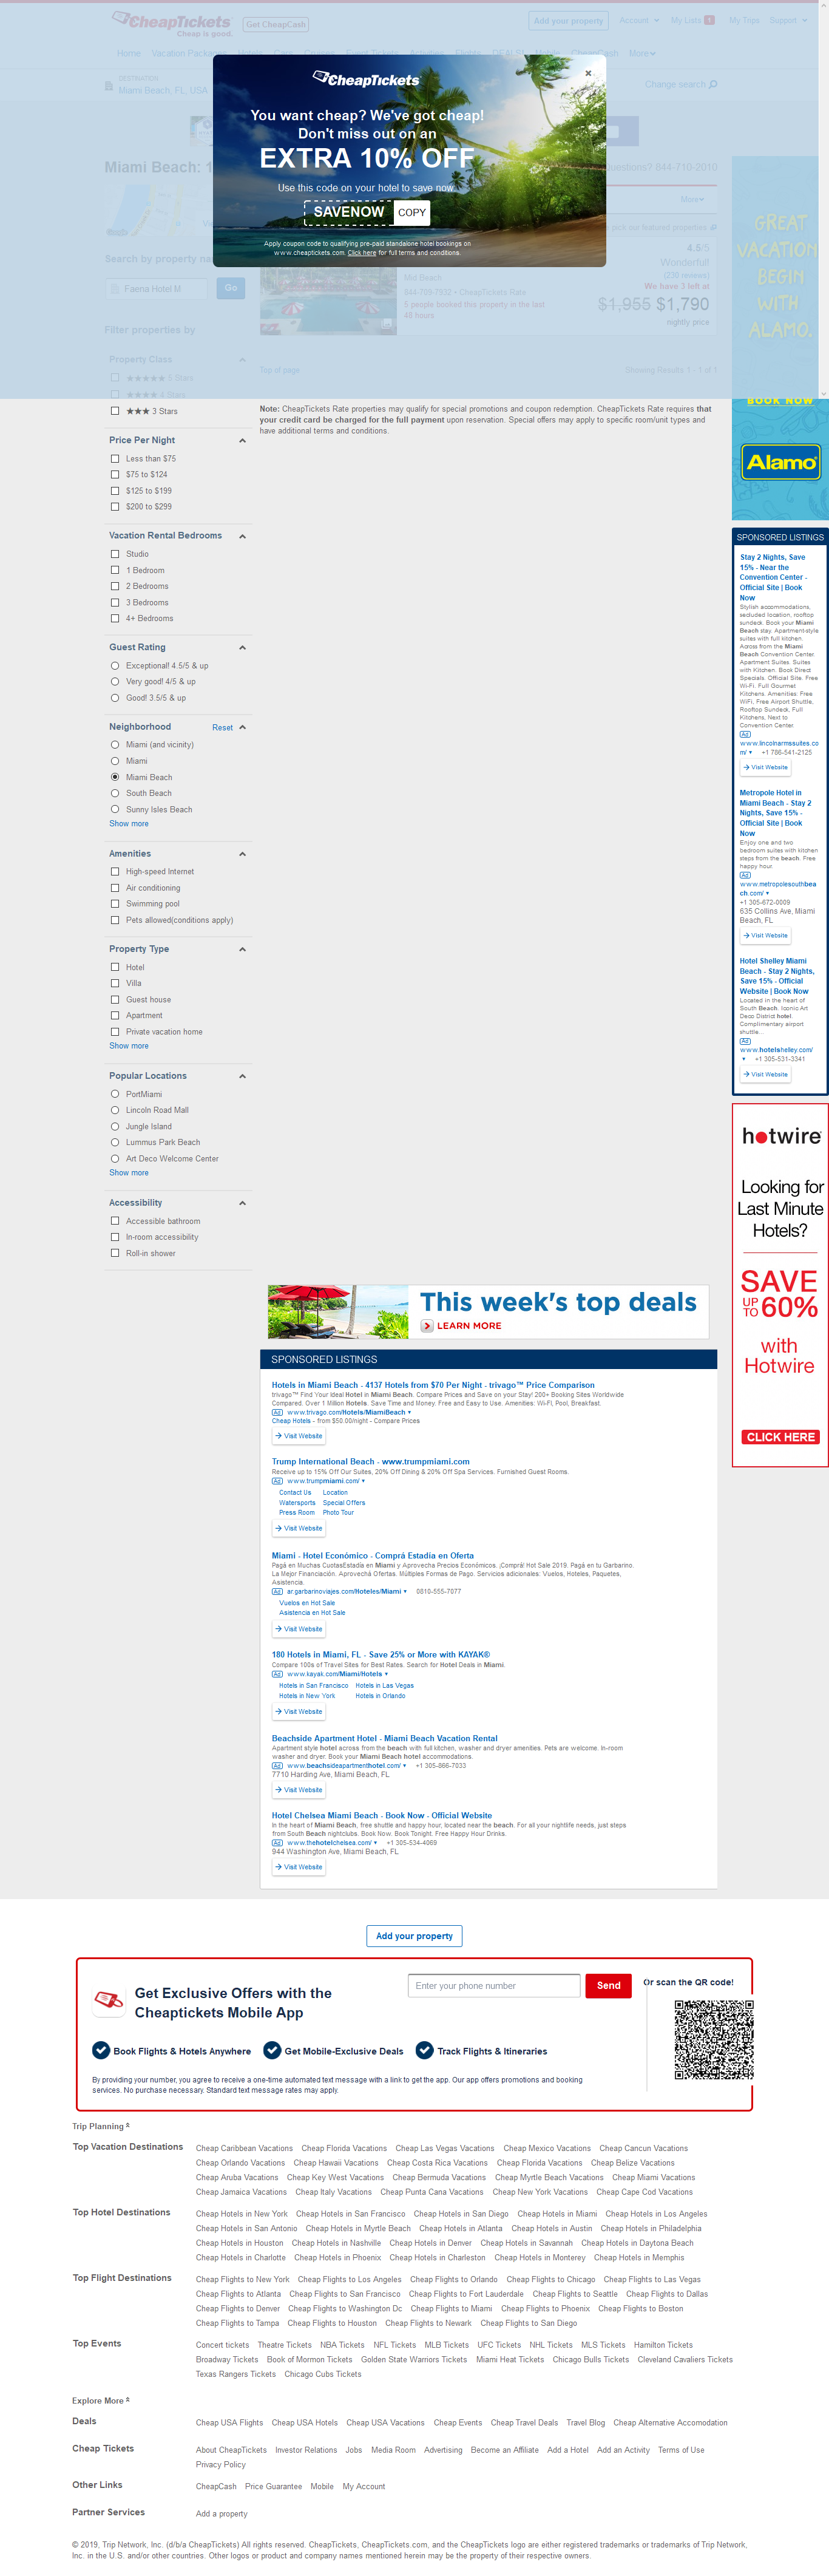 CheapTickets
Cheap is good.
Get CheapCash
Add your property
Account
My Lists
My Trips
Support
Home
Vacation Packages
More
DESTINATION
Miami Beach, FL, USA
Change search
CheapTickets
You want cheap? We've got cheap!
Don't miss out on an
EXTRA 10% OFF
Use this code on your hotel to save now
SAVENOW COPY
Apply coupon code to qualifying pre-paid standalone hotel bookings on
www.cheaptickets.com. Click here for full terms and conditions.
Miami Beach: 1
Questions? 844-710-2010
More
pick our featured properties
Search by property na
Faena Hotel M
Go
4.5/5
Wonderful!
(236 reviews)
We have 3 left at
$1,955 $1,790
nightly price
Mid Beach
844-709-7932 • CheapTickets Rate
5 people booked this property in the last
48 hours
Top of page
Showing Results 1 - 1 of 1
Note: CheapTickets Rate properties may qualify for special promotions and coupon redemption. CheapTickets Rate requires that
your credit card be charged for the full payment upon reservation. Special offers may apply to specific room/unit types and
have additional terms and conditions.
Filter properties by
Property Class
5 Stars
4 Stars
3 Stars
Price Per Night
Less than $75
$75 to $124
$125 to $199
$200 to $299
Vacation Rental Bedrooms
Studio
1 Bedroom
2 Bedrooms
3 Bedrooms
4+ Bedrooms
Guest Rating
Exceptional! 4.5/5 & up
Very good! 4/5 & up
Good! 3.5/5 & up
Neighborhood Reset
Miami (and vicinity)
Miami
Miami Beach
South Beach
Sunny Isles Beach
Show more
Amenities
High-speed Internet
Air conditioning
Swimming pool
Pets allowed(conditions apply)
Property Type
Hotel
Villa
Guest house
Apartment
Private vacation home
Show more
Popular Locations
PortMiami
Lincoln Road Mall
Jungle Island
Lummus Park Beach
Art Deco Welcome Center
Show more
Accessibility
Accessible bathroom
In-room accessibility
Roll-in shower
GREAT
VACATION
BEGIN
WITH
ALAMO.
BOOK NOW
Alamo
SPONSORED LISTINGS
Stay 2 Nights, Save
15% - Near the
Convention Center -
Official Site | Book
Now
Stylish accommodations,
secluded location, rooftop
sundeck. Book your Miami
Beach stay. Apartment-style
suites with full kitchen.
Across from the Miami
Beach Convention Center.
Apartment Suites. Suites
with Kitchen. Book Direct
Specials. Official Site. Free
Wi-Fi. Full Gourmet
Kitchens. Amenities: Free
WiFi, Free Airport Shuttle,
Rooftop Sundeck, Full
Kitchens, Next to
Convention Center.
Ad
www.lincolnarmssuites.co
m/ +1 786-541-2125
Visit Website
Metropole Hotel in
Miami Beach - Stay 2
Nights, Save 15% -
Official Site | Book
Now
Enjoy one and two
bedroom suites with kitchen
steps from the beach. Free
happy hour.
Ad
www.metropolesouthbea
ch.com/
+1 305-672-0009
635 Collins Ave, Miami
Beach, FL
Visit Website
Hotel Shelley Miami
Beach - Stay 2 Nights,
Save 15% - Official
Website | Book Now
Located in the heart of
South Beach. Iconic Art
Deco District hotel.
Complimentary airport
shuttle...
Ad
www.hotelshelley.com/
+1 305-531-3341
Visit Website
hotwire
Looking for
Last Minute
Hotels?
SAVE
UP TO 60%
with
Hotwire
CLICK HERE
This week's top deals
LEARN MORE
SPONSORED LISTINGS
Hotels in Miami Beach - 4137 Hotels from $70 Per Night - trivago™ Price Comparison
trivago™ Find Your Ideal Hotel in Miami Beach. Compare Prices and Save on your Stay! 200+ Booking Sites Worldwide
Compared. Over 1 Million Hotels. Save Time and Money. Free and Easy to Use. Amenities: Wi-Fi, Pool, Breakfast.
Ad www.trivago.com/Hotels/MiamiBeach
Cheap Hotels - from $50.00/night - Compare Prices
Visit Website
Trump International Beach - www.trumpmiami.com
Receive up to 15% Off Our Suites, 20% Off Dining & 20% Off Spa Services. Furnished Guest Rooms.
Ad www.trumpmiami.com/
Contact Us Location
Watersports Special Offers
Press Room Photo Tour
Visit Website
Miami - Hotel Económico - Comprá Estadía en Oferta
Pagá en Muchas CuotasEstadía en Miami y Aprovecha Precios Económicos. ¡Comprá! Hot Sale 2019. Pagá en tu Garbarino.
La Mejor Financiación. Aprovechá Ofertas. Múltiples Formas de Pago. Servicios adicionales: Vuelos, Hoteles, Paquetes,
Asistencia.
Ad ar.garbarinoviajes.com/Hoteles/Miami 0810-555-7077
Vuelos en Hot Sale
Asistencia en Hot Sale
Visit Website
180 Hotels in Miami, FL - Save 25% or More with KAYAK®
Compare 100s of Travel Sites for Best Rates. Search for Hotel Deals in Miami.
Ad www.kayak.com/Miami/Hotels
Hotels in San Francisco Hotels in Las Vegas
Hotels in New York Hotels in Orlando
Visit Website
Beachside Apartment Hotel - Miami Beach Vacation Rental
Apartment style hotel across from the beach with full kitchen, washer and dryer amenities. Pets are welcome. In-room
washer and dryer. Book your Miami Beach hotel accommodations.
Ad www.beachsideapartmenthotel.com/ +1 305-866-7033
7710 Harding Ave, Miami Beach, FL
Visit Website
Hotel Chelsea Miami Beach - Book Now - Official Website
In the heart of Miami Beach, free shuttle and happy hour, located near the beach. For all your nightlife needs, just steps
from South Beach nightclubs. Book Now. Book Tonight. Free Happy Hour Drinks.
Ad www.thehotelchelsea.com/ +1 305-534-4069
944 Washington Ave, Miami Beach, FL
Visit Website
Add your property
Get Exclusive Offers with the
Cheaptickets Mobile App
Enter your phone number
Send
Or scan the QR code!
Book Flights & Hotels Anywhere Get Mobile-Exclusive Deals Track Flights & Itineraries
By providing your number, you agree to receive a one-time automated text message with a link to get the app. Our app offers promotions and booking
services. No purchase necessary. Standard text message rates may apply.
Trip Planning
Top Vacation Destinations
Cheap Caribbean Vacations Cheap Florida Vacations Cheap Las Vegas Vacations Cheap Mexico Vacations Cheap Cancun Vacations
Cheap Orlando Vacations Cheap Hawaii Vacations Cheap Costa Rica Vacations Cheap Florida Vacations Cheap Belize Vacations
Cheap Aruba Vacations Cheap Key West Vacations Cheap Bermuda Vacations Cheap Myrtle Beach Vacations Cheap Miami Vacations
Cheap Jamaica Vacations Cheap Italy Vacations Cheap Punta Cana Vacations Cheap New York Vacations Cheap Cape Cod Vacations
Top Hotel Destinations
Cheap Hotels in New York Cheap Hotels in San Francisco Cheap Hotels in San Diego Cheap Hotels in Miami Cheap Hotels in Los Angeles
Cheap Hotels in San Antonio Cheap Hotels in Myrtle Beach Cheap Hotels in Atlanta Cheap Hotels in Austin Cheap Hotels in Philadelphia
Cheap Hotels in Houston Cheap Hotels in Nashville Cheap Hotels in Denver Cheap Hotels in Savannah Cheap Hotels in Daytona Beach
Cheap Hotels in Charlotte Cheap Hotels in Phoenix Cheap Hotels in Charleston Cheap Hotels in Monterey Cheap Hotels in Memphis
Top Flight Destinations
Cheap Flights to New York Cheap Flights to Los Angeles Cheap Flights to Orlando Cheap Flights to Chicago Cheap Flights to Las Vegas
Cheap Flights to Atlanta Cheap Flights to San Francisco Cheap Flights to Fort Lauderdale Cheap Flights to Seattle Cheap Flights to Dallas
Cheap Flights to Denver Cheap Flights to Washington Dc Cheap Flights to Miami Cheap Flights to Phoenix Cheap Flights to Boston
Cheap Flights to Tampa Cheap Flights to Houston Cheap Flights to Newark Cheap Flights to San Diego
Top Events
Concert tickets Theatre Tickets NBA Tickets NFL Tickets MLB Tickets UFC Tickets NHL Tickets MLS Tickets Hamilton Tickets
Broadway Tickets Book of Mormon Tickets Golden State Warriors Tickets Miami Heat Tickets Chicago Bulls Tickets Cleveland Cavaliers Tickets
Texas Rangers Tickets Chicago Cubs Tickets
Explore More
Deals
Cheap USA Flights Cheap USA Hotels Cheap USA Vacations Cheap Events Cheap Travel Deals Travel Blog Cheap Alternative Accomodation
Cheap Tickets
About CheapTickets Investor Relations Jobs Media Room Advertising Become an Affiliate Add a Hotel Add an Activity Terms of Use
Privacy Policy
Other Links
CheapCash Price Guarantee Mobile My Account
Partner Services
Add a property
© 2019, Trip Network, Inc. (d/b/a CheapTickets) All rights reserved. CheapTickets, CheapTickets.com, and the CheapTickets logo are either registered trademarks or trademarks of Trip Network,
Inc. in the U.S. and/or other countries. Other logos or product and company names mentioned herein may be the property of their respective owners.